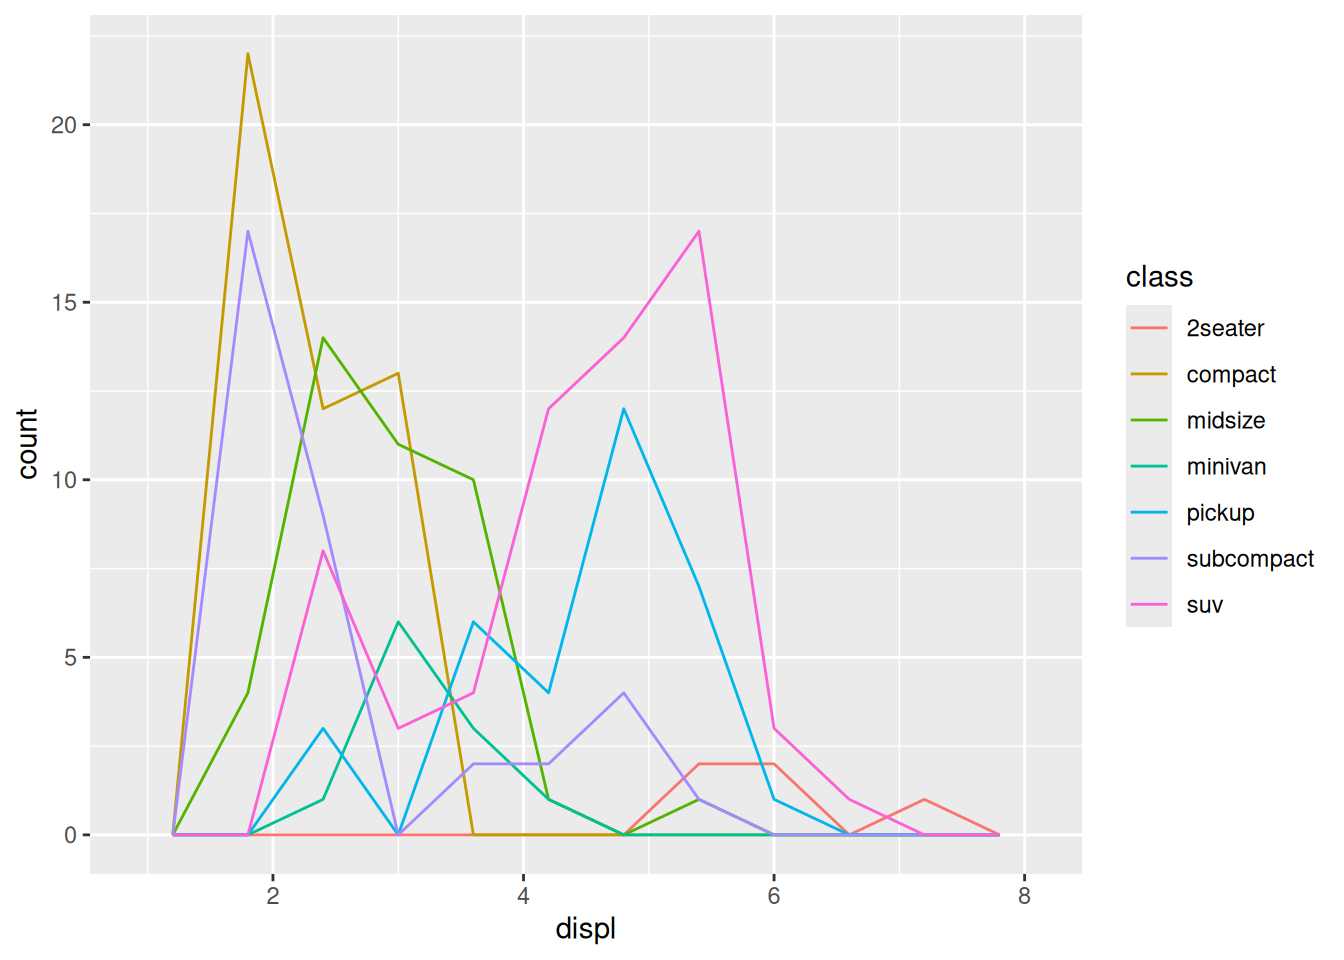 20
15
10
5
0
count
2
4
6
8
displ
class
2seater
compact
midsize
minivan
pickup
subcompact
suv